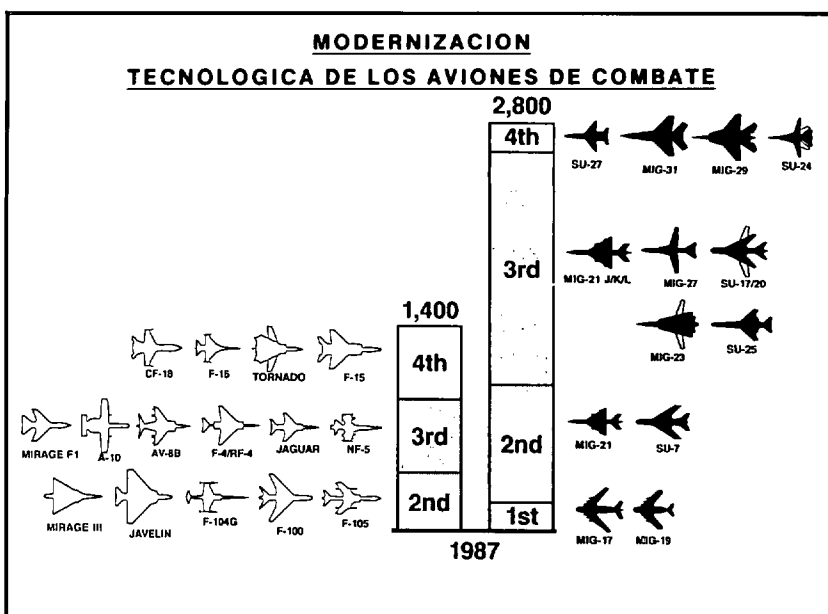 MODERNIZACION
TECNOLOGICA DE LOS AVIONES DE COMBATE
2,800
4th
SU-27 MIG-31 MIG-29 SU-24
3rd
MIG-21 J/K/L MIG-27 SU-17/20
1,400
MIG-23 SU-25
4th
CF-18 F-16 TORNADO F-15
3rd
2nd
MIG-21 SU-7
MIRAGE F1 A-10 AV-8B F-4/RF-4 JAGUAR NF-5
2nd
1st
MIRAGE III JAVELIN F-104G F-100 F-105
MIG-17 MIG-19
1987